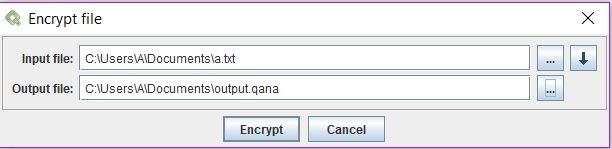 Encrypt file
Input file: C:\Users\A\Documents\a.txt ...
Output file: C:\Users\A\Documents\output.qana ...
Encrypt Cancel